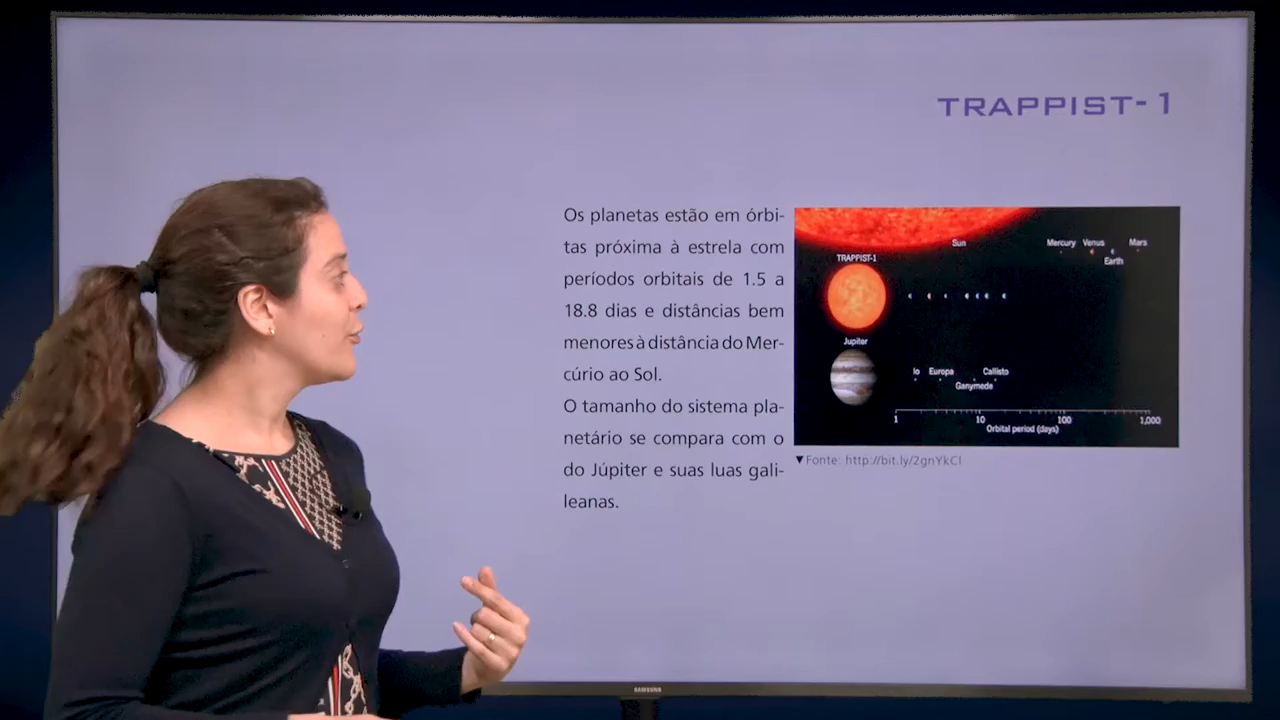 TRAPPIST-1
Os planetas estão em órbi-
tas próxima à estrela com
períodos orbitais de 1.5 a
18.8 dias e distâncias bem
menores à distância do Mer-
cúrio ao Sol.
O tamanho do sistema pla-
netário se compara com o
do Júpiter e suas luas gali-
leanas.
Sun
Mercury Venus Mars
Earth
TRAPPIST-1
Jupiter
Io Europa Callisto
Ganymede
1 10 100 1,000
Orbital period (days)
▼Fonte: http://bit.ly/2gnYkCl
SAMSUNG